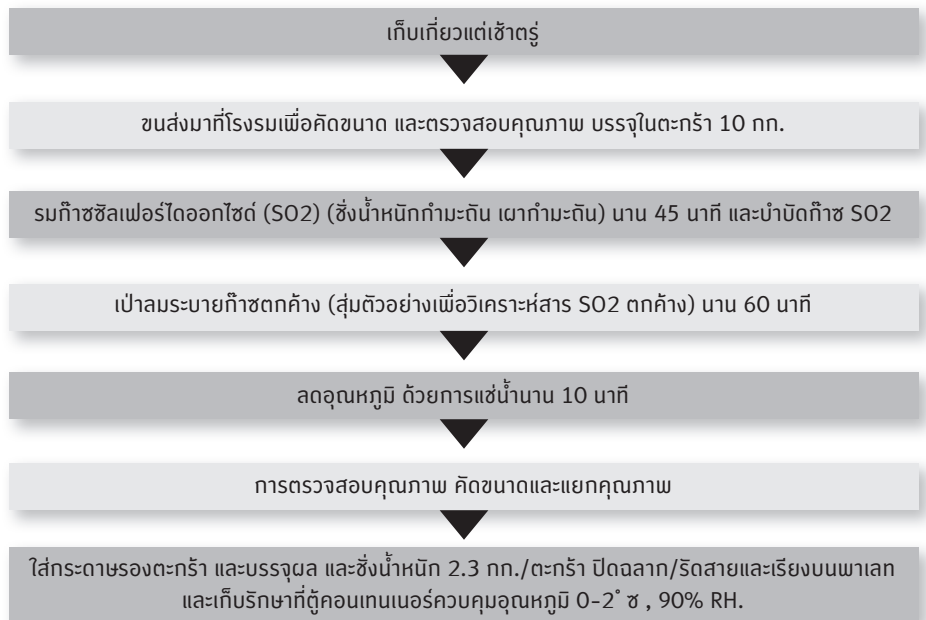 เก็บเกี่ยวแต่เช้าตรู่
ขนส่งมาที่โรงรมเพื่อคัดขนาด และตรวจสอบคุณภาพ บรรจุในตะกร้า 10 กก.
รมก๊าซซัลเฟอร์ไดออกไซด์ (SO2) (ชั่งน้ำหนักกำมะถัน เผากำมะถัน) นาน 45 นาที และบำบัดก๊าซ SO2
เป่าลมระบายก๊าซตกค้าง (สุ่มตัวอย่างเพื่อวิเคราะห์สาร SO2 ตกค้าง) นาน 60 นาที
ลดอุณหภูมิ ด้วยการแช่น้ำนาน 10 นาที
การตรวจสอบคุณภาพ คัดขนาดและแยกคุณภาพ
ใส่กระดาษรองตะกร้า และบรรจุผล และชั่งน้ำหนัก 2.3 กก./ตะกร้า ปิดฉลาก/รัดสายและเรียงบนพาเลท
และเก็บรักษาที่ตู้คอนเทนเนอร์ควบคุมอุณหภูมิ 0-2° ซ , 90% RH.